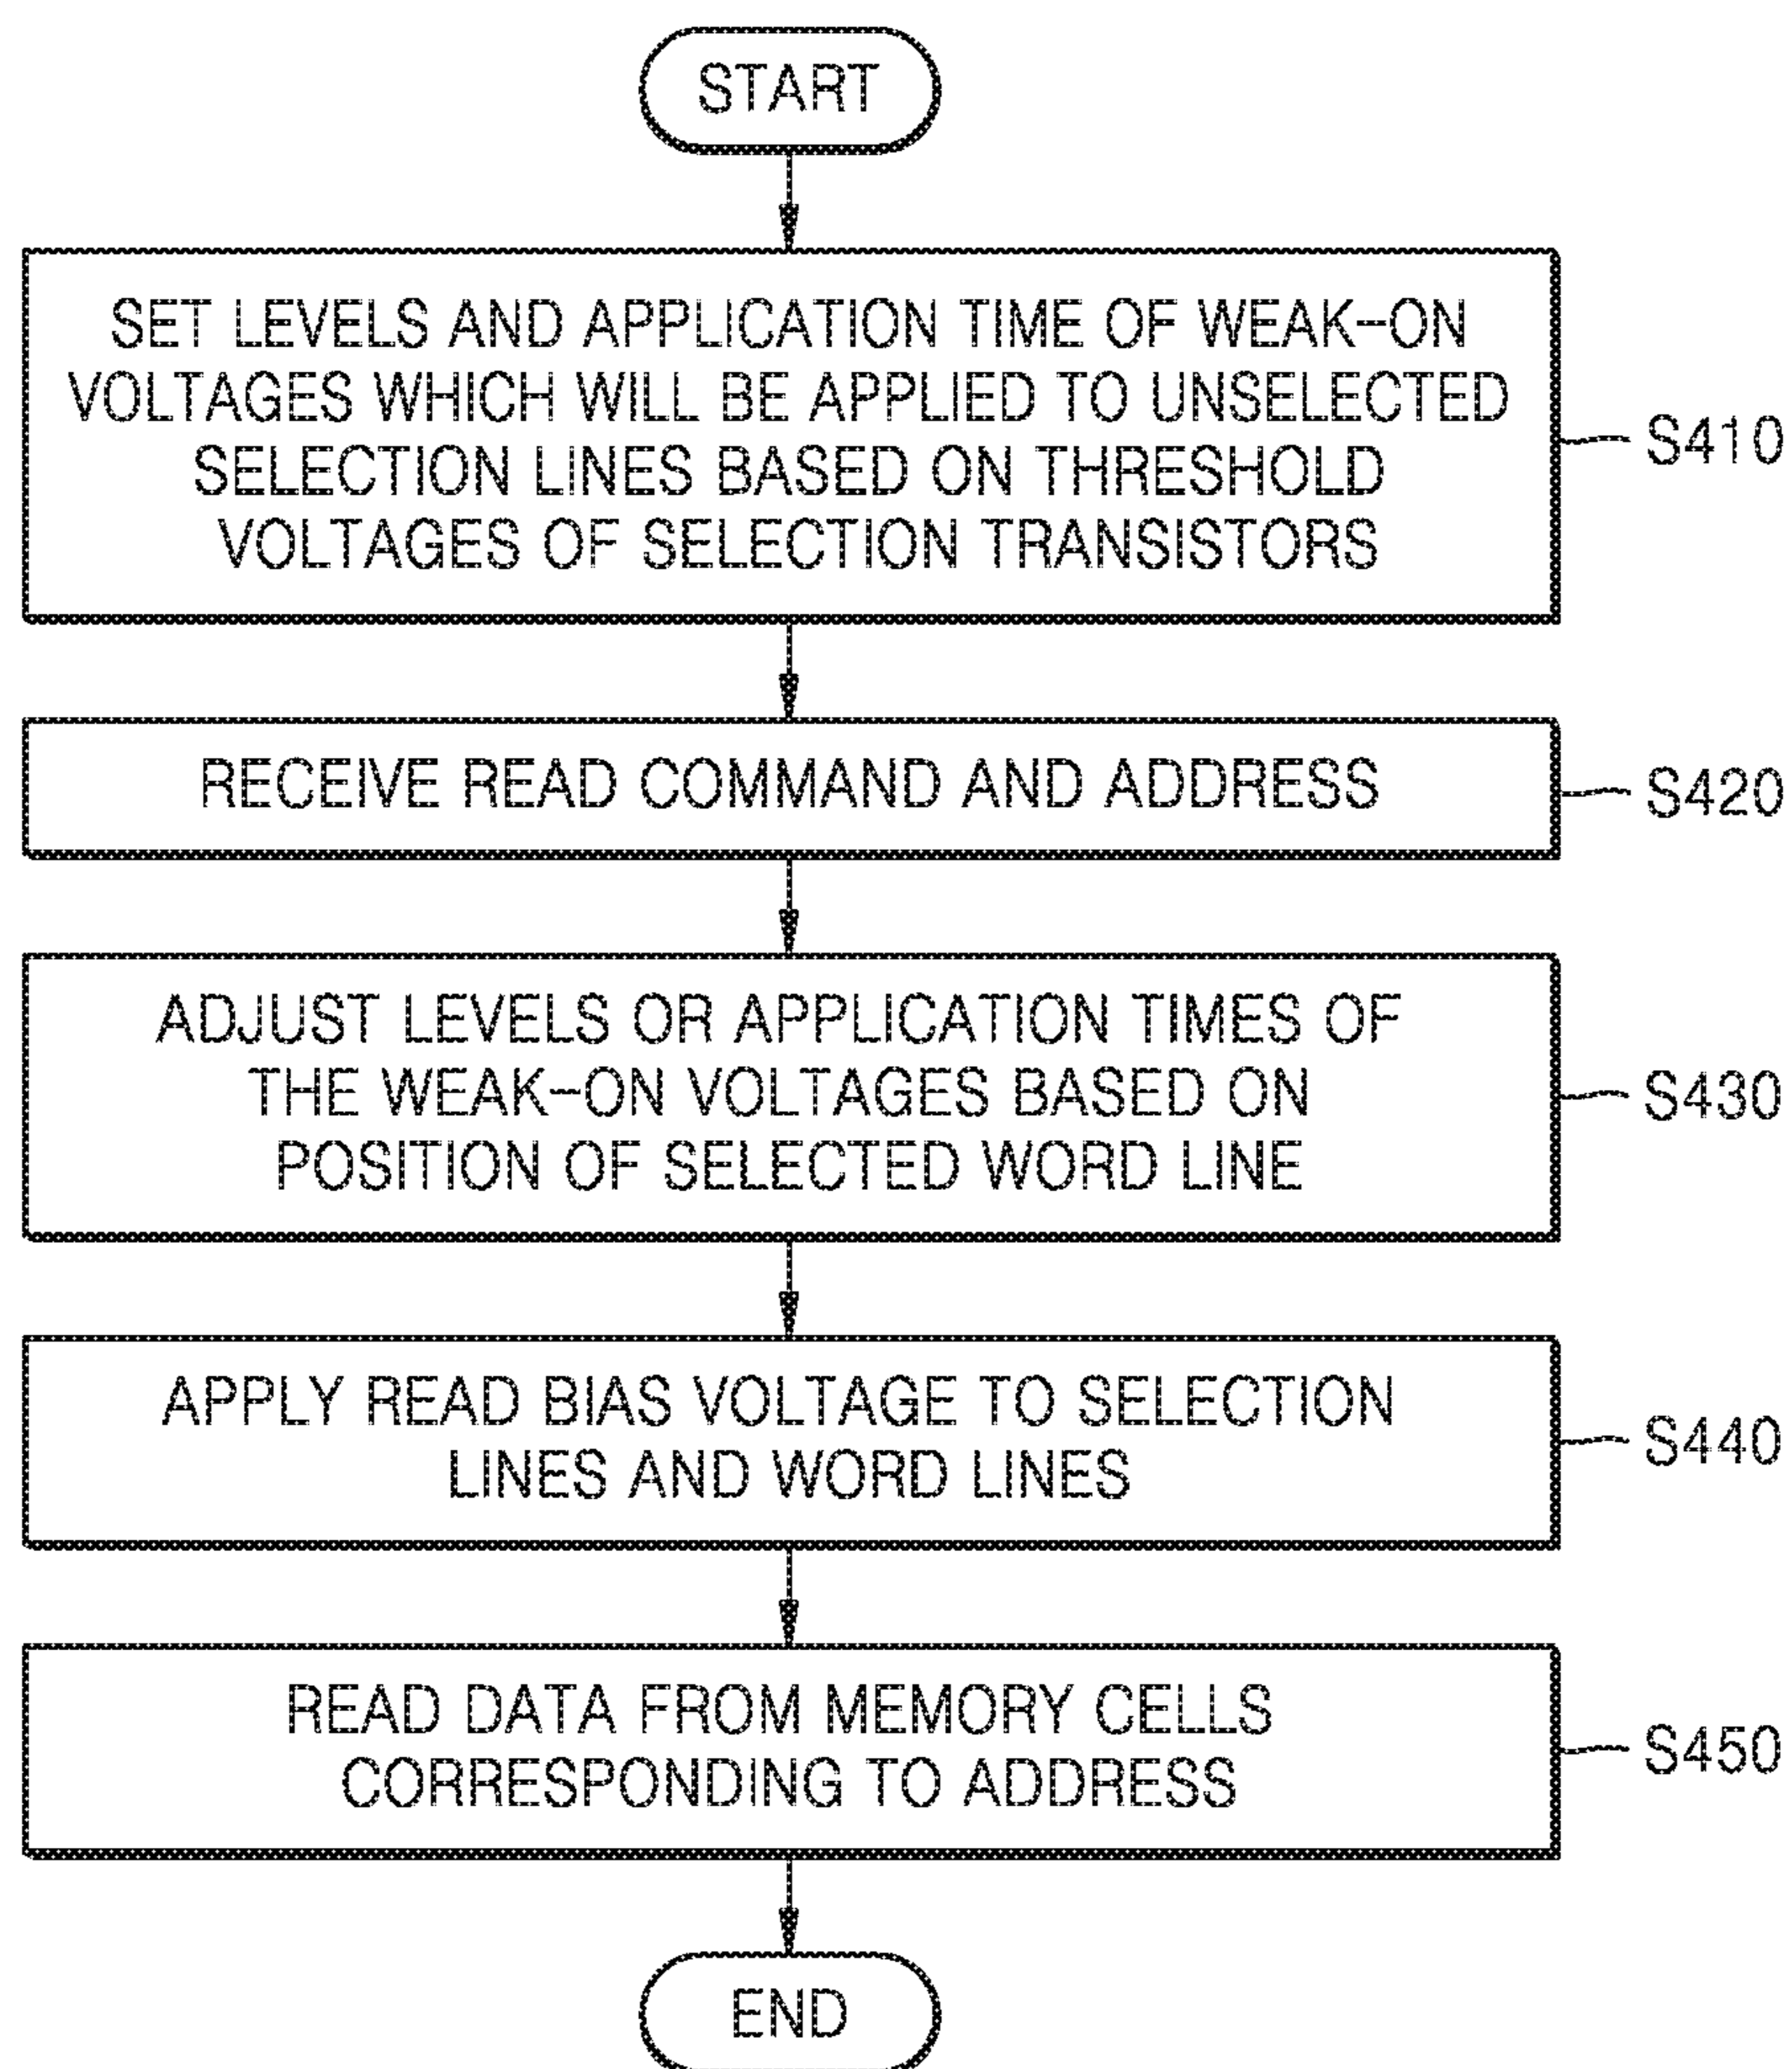 START
SET LEVELS AND APPLICATION TIME OF WEAK-ON
VOLTAGES WHICH WILL BE APPLIED TO UNSELECTED
SELECTION LINES BASED ON THRESHOLD
VOLTAGES OF SELECTION TRANSISTORS
S410
RECEIVE READ COMMAND AND ADDRESS
S420
ADJUST LEVELS OR APPLICATION TIMES OF
THE WEAK-ON VOLTAGES BASED ON
POSITION OF SELECTED WORD LINE
S430
APPLY READ BIAS VOLTAGE TO SELECTION
LINES AND WORD LINES
S440
READ DATA FROM MEMORY CELLS
CORRESPONDING TO ADDRESS
S450
END